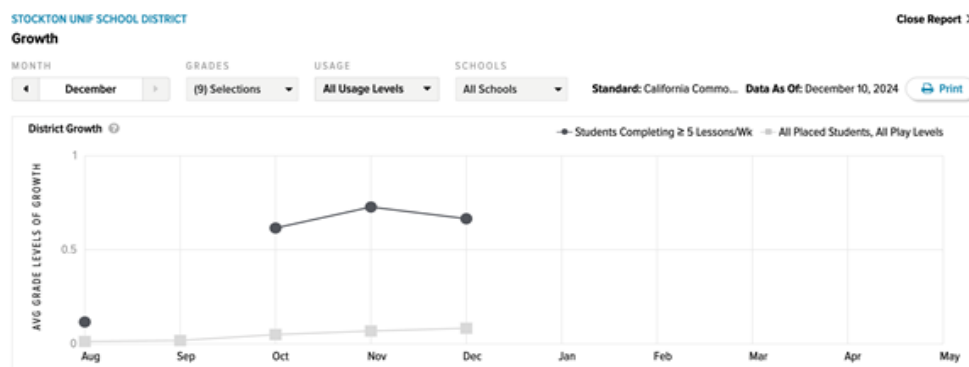 STOCKTON UNIF SCHOOL DISTRICT
Close Report
Growth
MONTH GRADES USAGE SCHOOLS
December (9) Selections All Usage Levels All Schools Standard: California Commo... Data As Of: December 10, 2024 Print
District Growth ?
Students Completing ≥ 5 Lessons/Wk All Placed Students, All Play Levels
AVG GRADE LEVELS OF GROWTH
1
0.5
0
Aug Sep Oct Nov Dec Jan Feb Mar Apr May